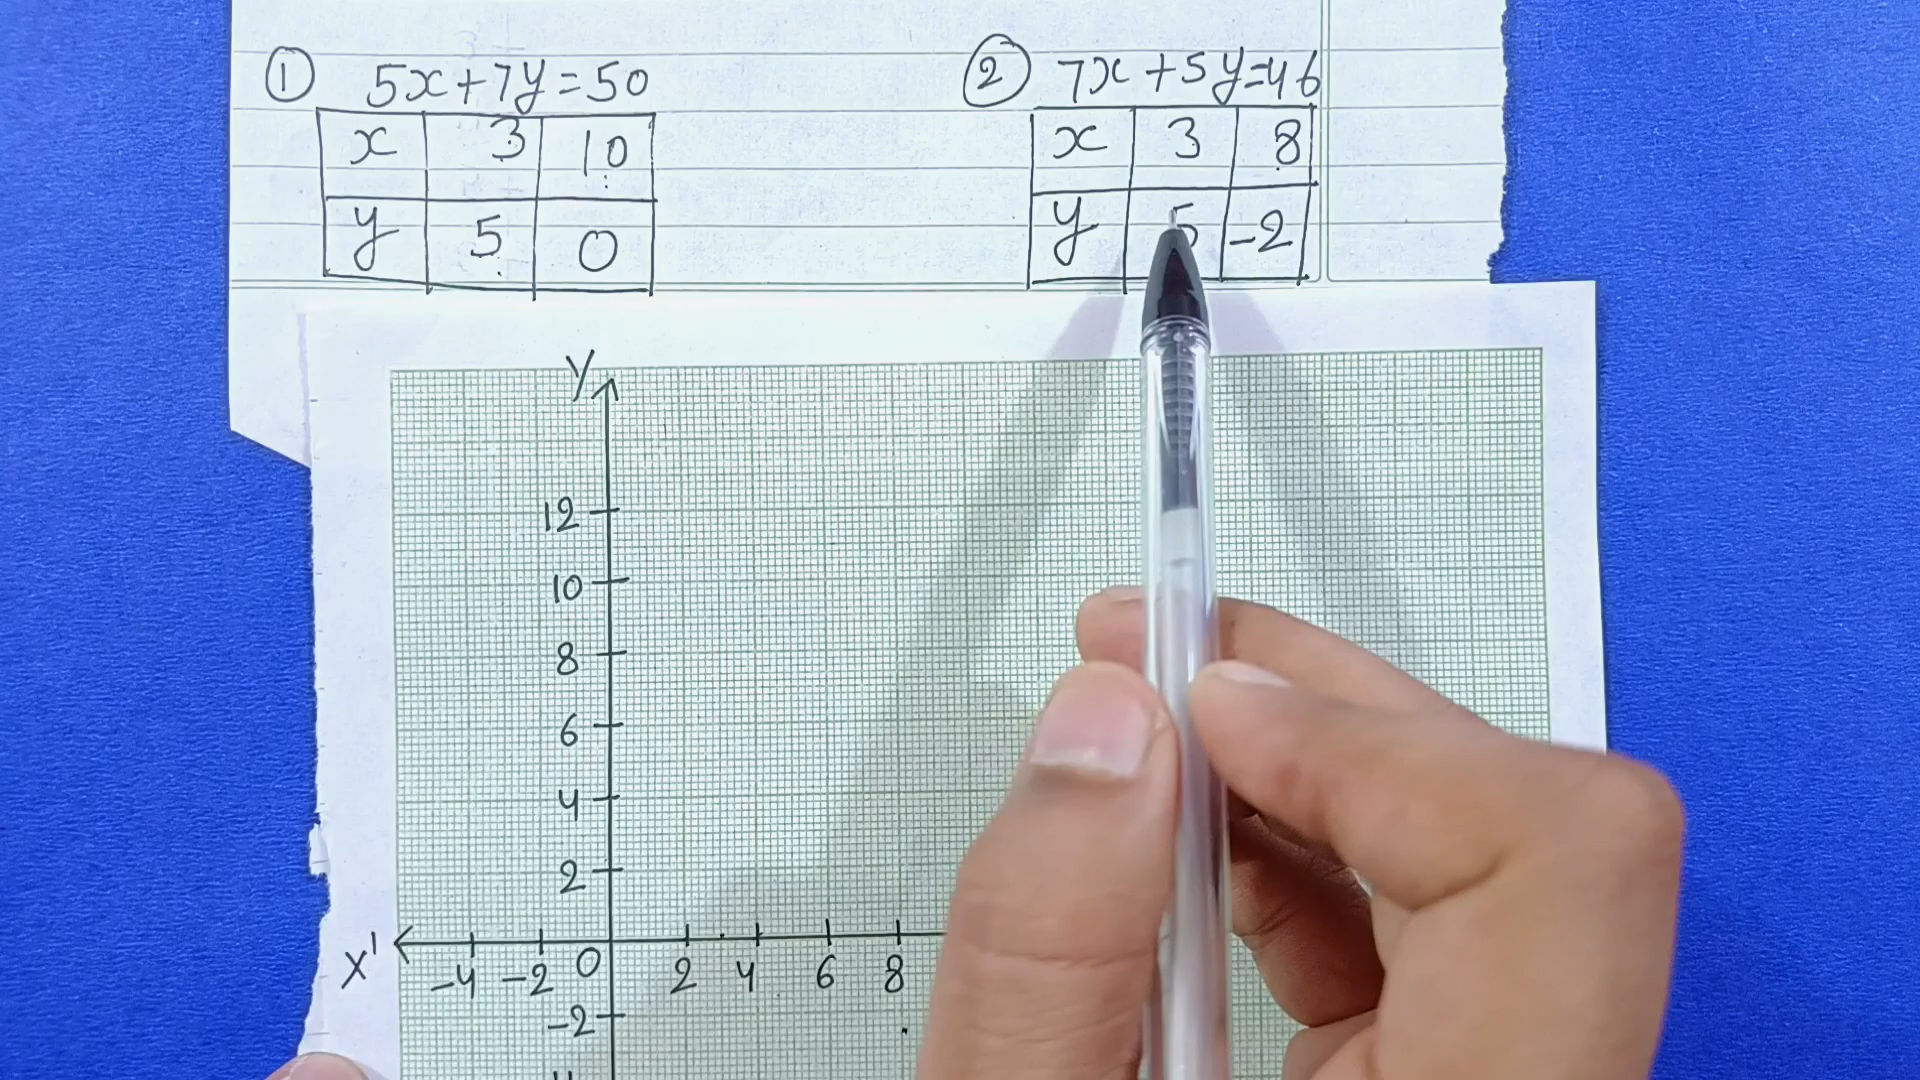 ① 5x+7y=50
x 3 10
y 5 0
② 7x+5y=46
x 3 8
y 5 -2
Y
12
10
8
6
4
2
X' -4 -2 0 2 4 6 8
-2